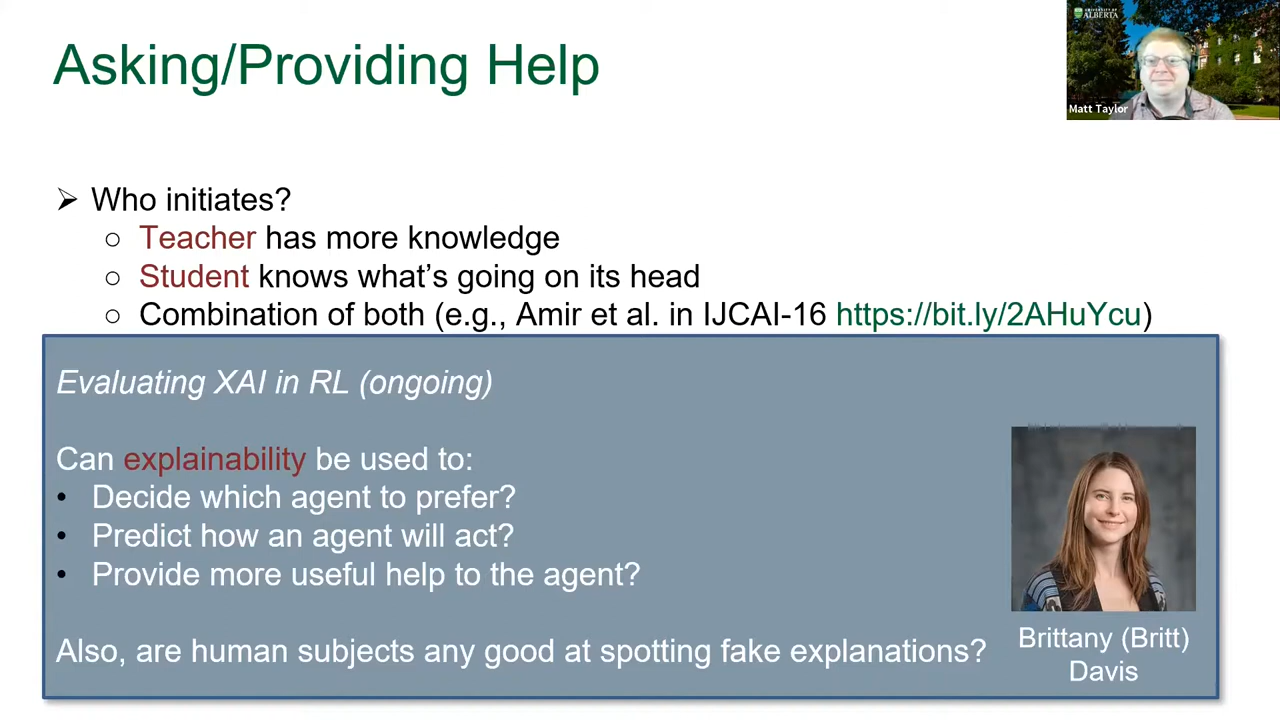 Asking/Providing Help
UNIVERSITY OF
ALBERTA
Matt Taylor
➢ Who initiates?
○ Teacher has more knowledge
○ Student knows what's going on its head
○ Combination of both (e.g., Amir et al. in IJCAI-16 https://bit.ly/2AHuYcu)
Evaluating XAI in RL (ongoing)
Can explainability be used to:
• Decide which agent to prefer?
• Predict how an agent will act?
• Provide more useful help to the agent?
Also, are human subjects any good at spotting fake explanations?
Brittany (Britt)
Davis